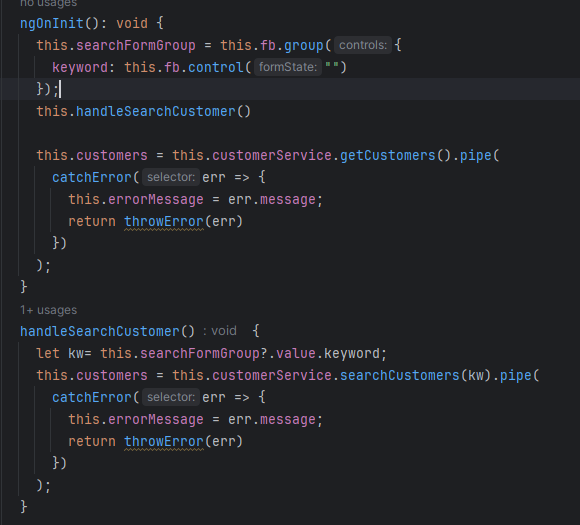 no usages
ngOnInit(): void {
this.searchFormGroup = this.fb.group( controls: {
keyword: this.fb.control( formState: "")
});
this.handleSearchCustomer()
this.customers = this.customerService.getCustomers().pipe(
catchError( selector: err => {
this.errorMessage = err.message;
return throwError(err)
})
);
}
1+ usages
handleSearchCustomer() : void {
let kw= this.searchFormGroup?.value.keyword;
this.customers = this.customerService.searchCustomers(kw).pipe(
catchError( selector: err => {
this.errorMessage = err.message;
return throwError(err)
})
);
}